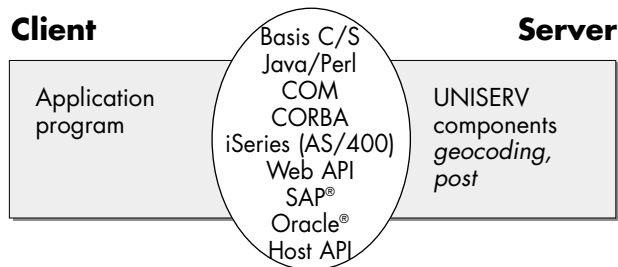 Client
Server
Application
program
Basis C/S
Java/Perl
COM
CORBA
iSeries (AS/400)
Web API
SAP®
Oracle®
Host API
UNISERV
components
geocoding,
post